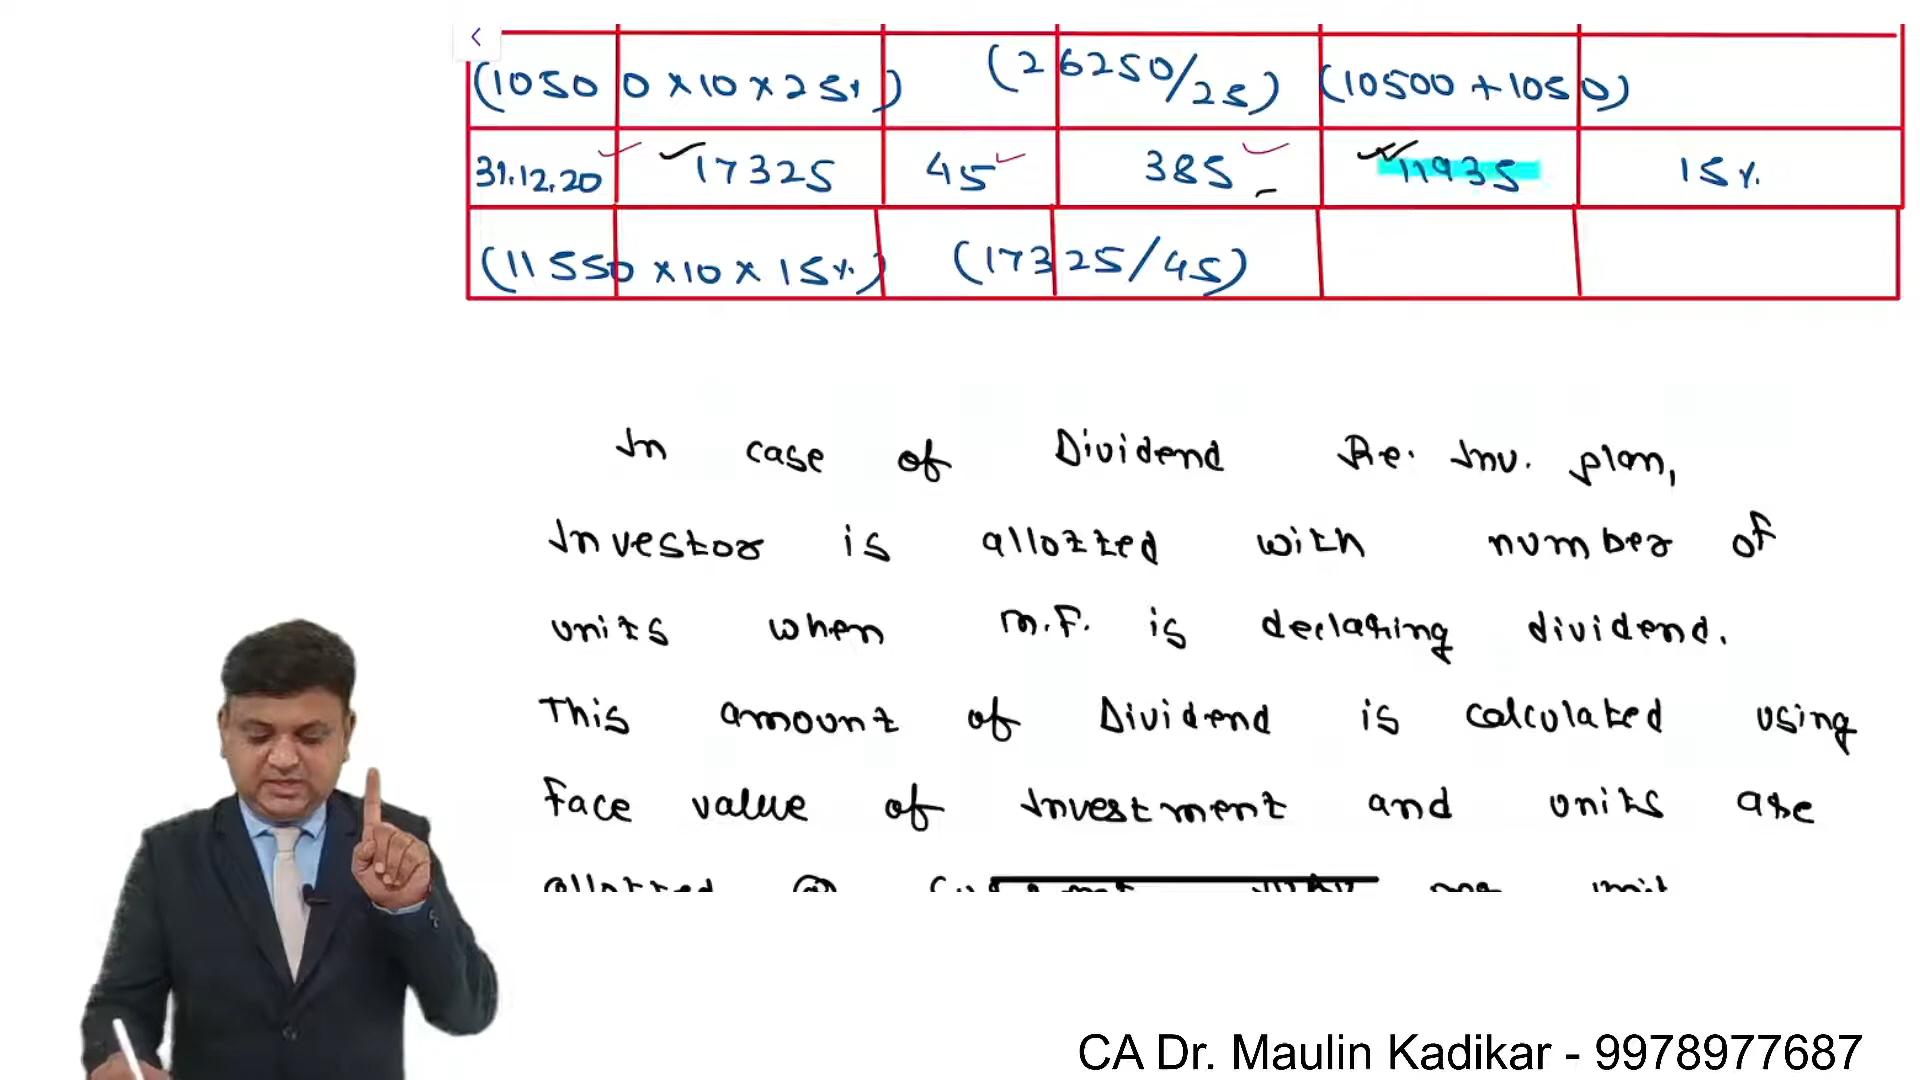 (10500×10×25%) (26250/25) (10500+1050)
31.12.20 17325 45 385 11935 15%
(11550×10×15%) (17325/45)
In case of Dividend Re. Inv. plan,
Investor is allotted with number of
units when M.F. is declaring dividend.
This amount of Dividend is calculated using
Face value of Investment and units are
allotted @
CA Dr. Maulin Kadikar - 9978977687